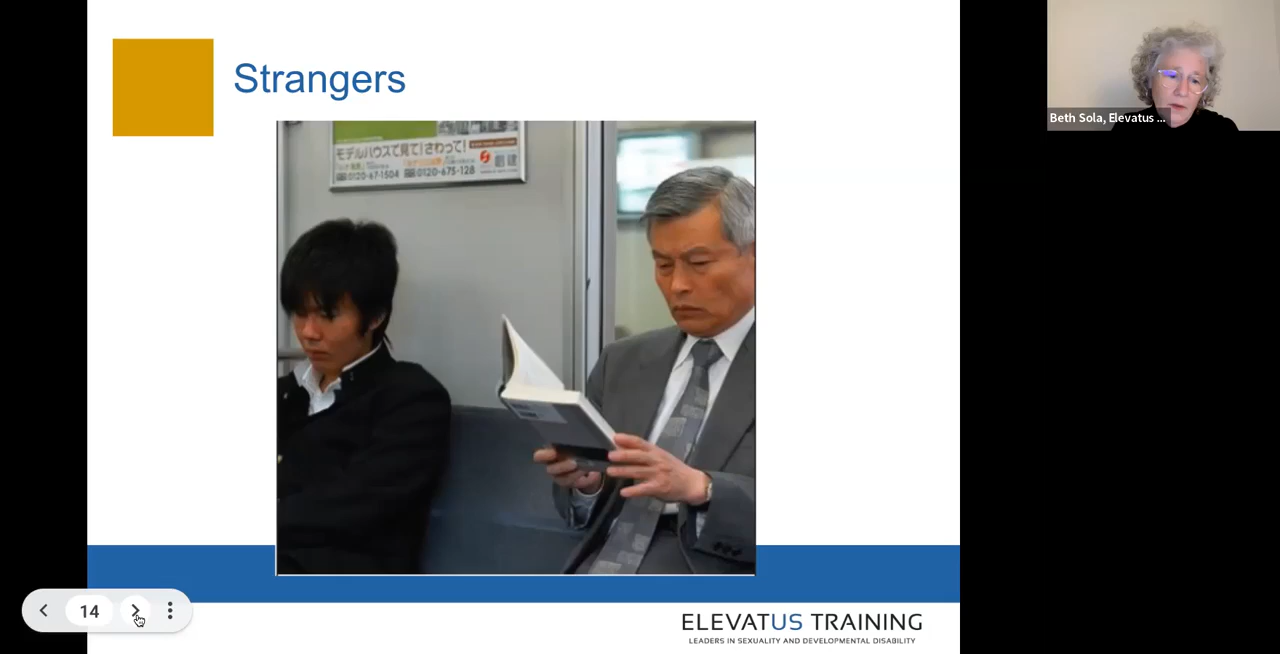 Strangers
Beth Sola, Elevatus ...
モデルハウスで見て!さわって!
0120-67-1504 0120-675-128
14
ELEVATUS TRAINING
LEADERS IN SEXUALITY AND DEVELOPMENTAL DISABILITY